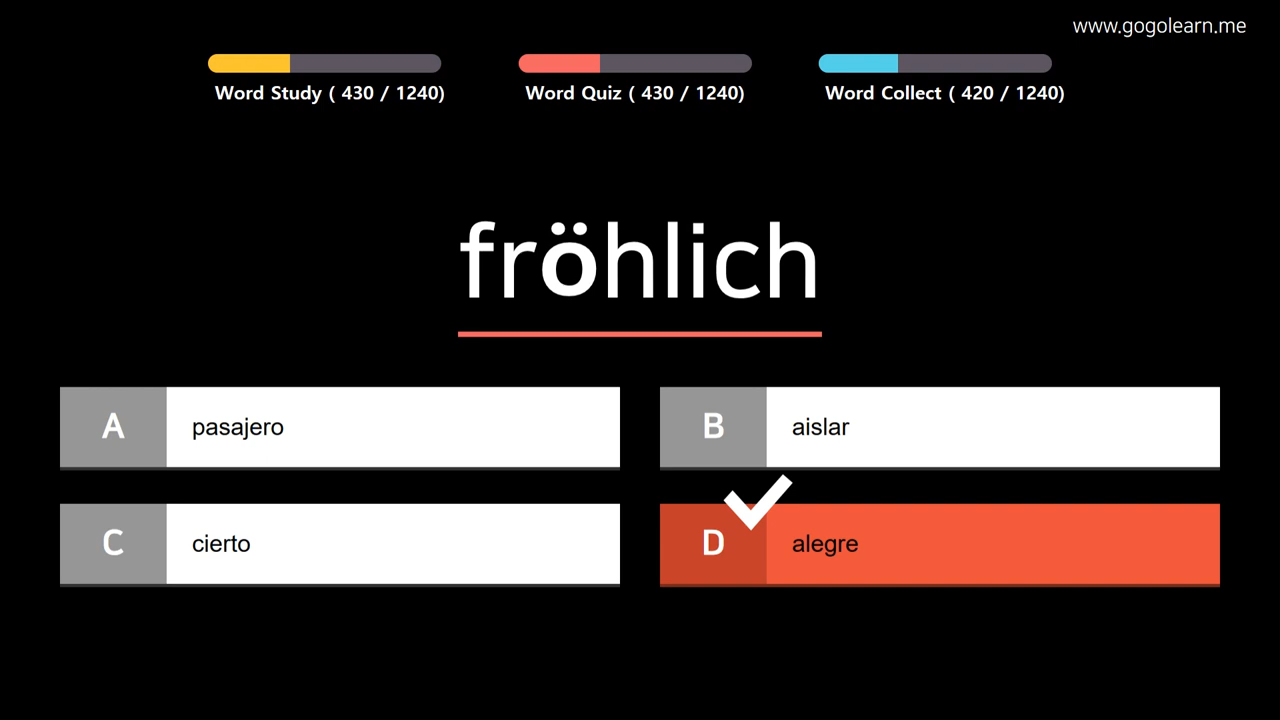 www.gogolearn.me
Word Study ( 430 / 1240)
Word Quiz ( 430 / 1240)
Word Collect ( 420 / 1240)
fröhlich
A pasajero
B aislar
C cierto
D alegre